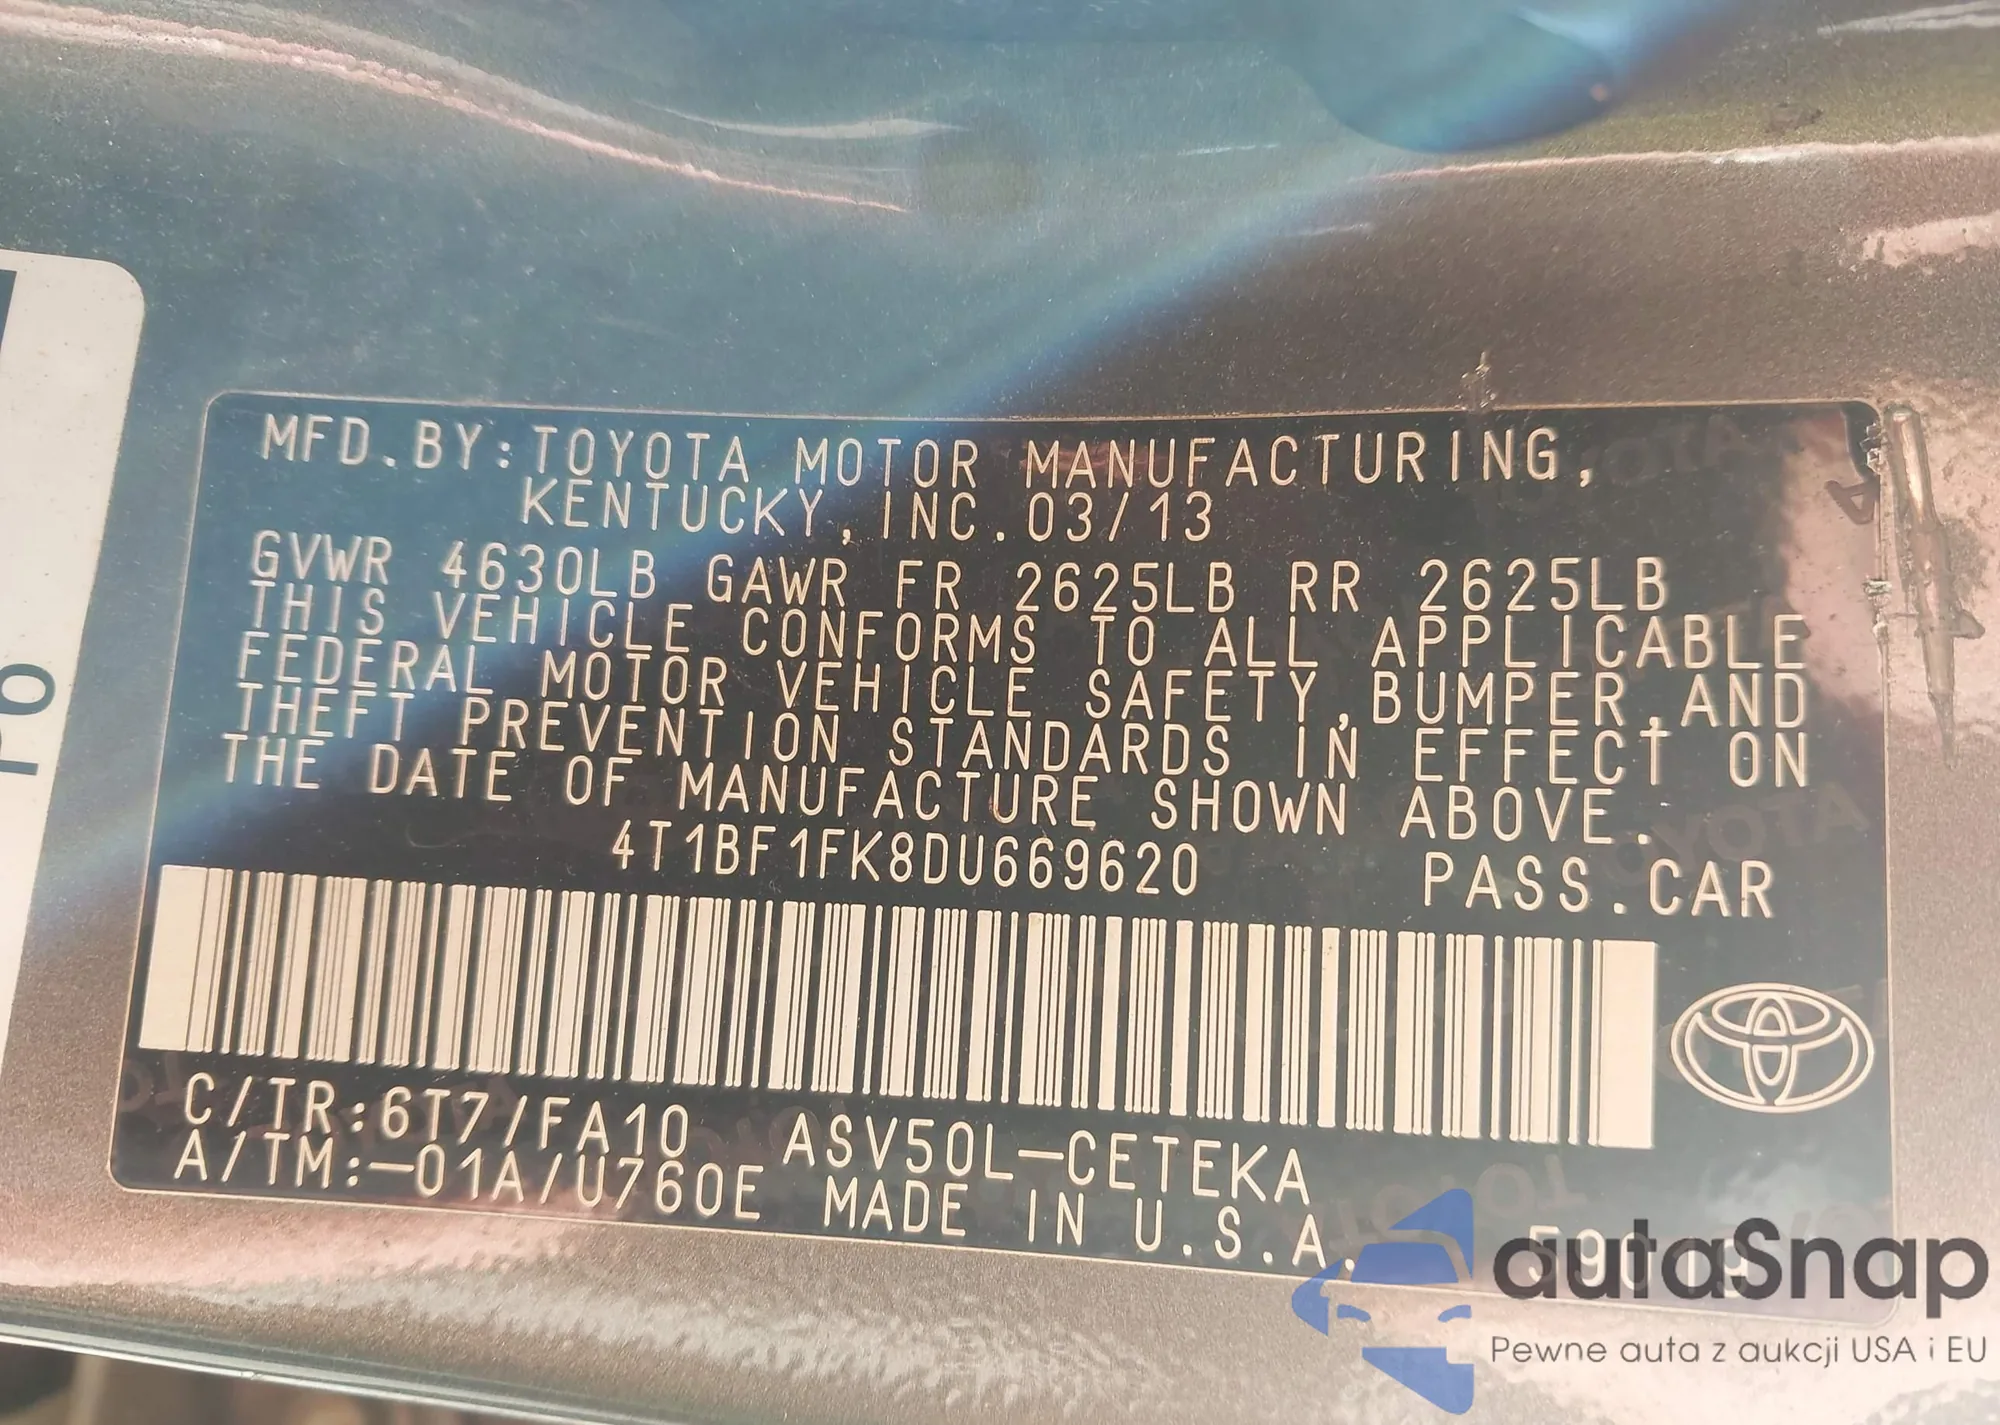 MFD.BY:TOYOTA MOTOR MANUFACTURING,
KENTUCKY,INC.03/13
GVWR 4630LB GAWR FR 2625LB RR 2625LB
THIS VEHICLE CONFORMS TO ALL APPLICABLE
FEDERAL MOTOR VEHICLE SAFETY,BUMPER,AND
THEFT PREVENTION STANDARDS IN EFFECT ON
THE DATE OF MANUFACTURE SHOWN ABOVE.
4T1BF1FK8DU669620 PASS.CAR
C/TR:6T7/FA10 ASV50L-CETEKA
A/TM:-01A/U760E MADE IN U.S.A.
autaSnap
Pewne auta z aukcji USA i EU